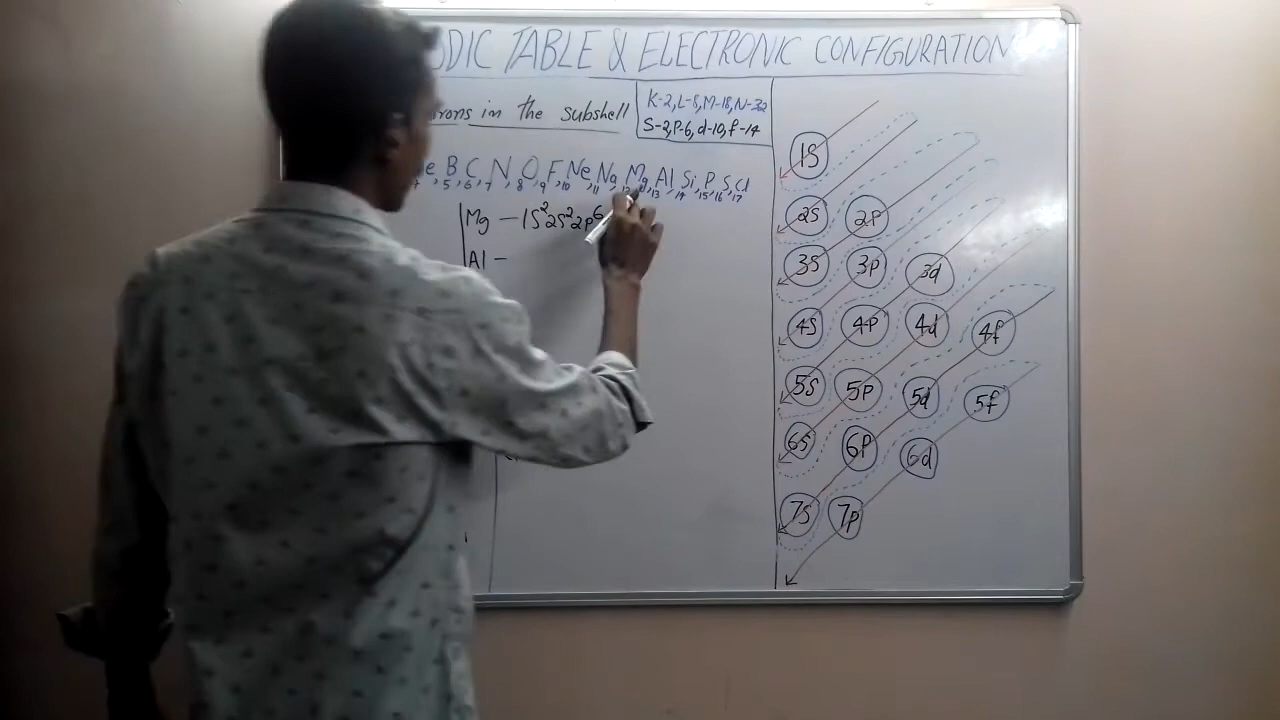 ODIC TABLE & ELECTRONIC CONFIGURATION
rons in the subshell
K-2, L-8, M-18, N-32
S-2, P-6, d-10, f-14
e, B, C, N, O, F, Ne, Na, Mg, Al, Si, P, S, Cl
5 6 7 8 9 10 11 12 13 14 15 16 17
Mg - 1S²2S²2P⁶
Al -
1S
2S 2P
3S 3P 3d
4S 4P 4d 4f
5S 5P 5d 5f
6S 6P 6d
7S 7P